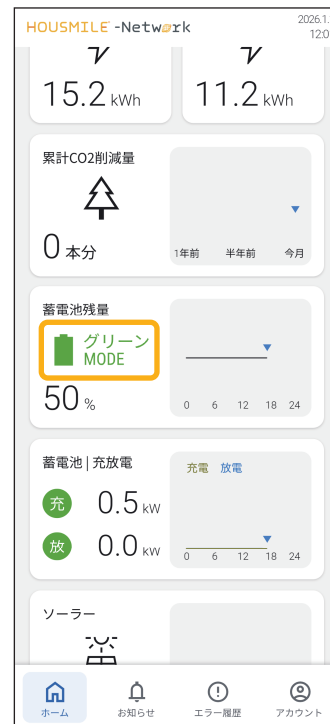 HOUSMILE -Network
2026.1.
12:0
15.2 kWh
11.2 kWh
累計CO2削減量
0 本分
1年前 半年前 今月
蓄電池残量
グリーン
MODE
50 %
0 6 12 18 24
蓄電池 | 充放電
充電 放電
充 0.5 kW
放 0.0 kW
0 6 12 18 24
ソーラー
ホーム お知らせ エラー履歴 アカウント